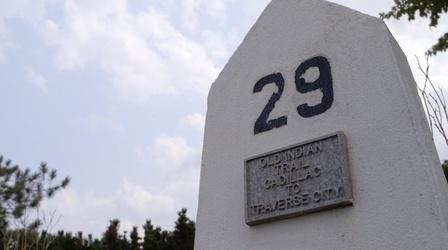 29
OLD INDIAN
TRAIL
CADILLAC
TO
TRAVERSE CITY